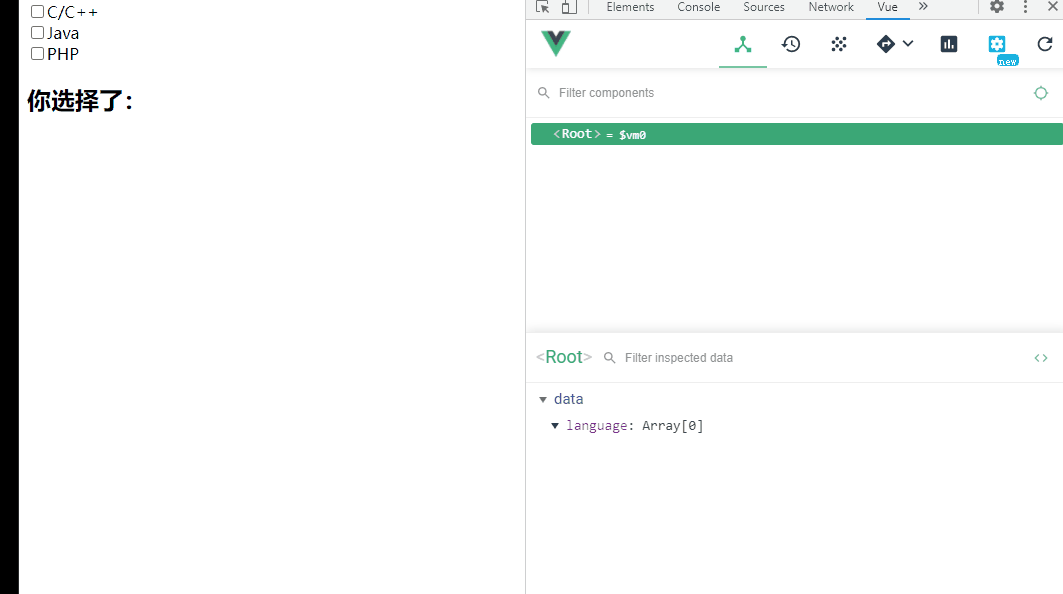 C/C++
Java
PHP
你选择了：
Elements Console Sources Network Vue »
new
Filter components
<Root> = $vm0
<Root> Filter inspected data
data
language: Array[0]